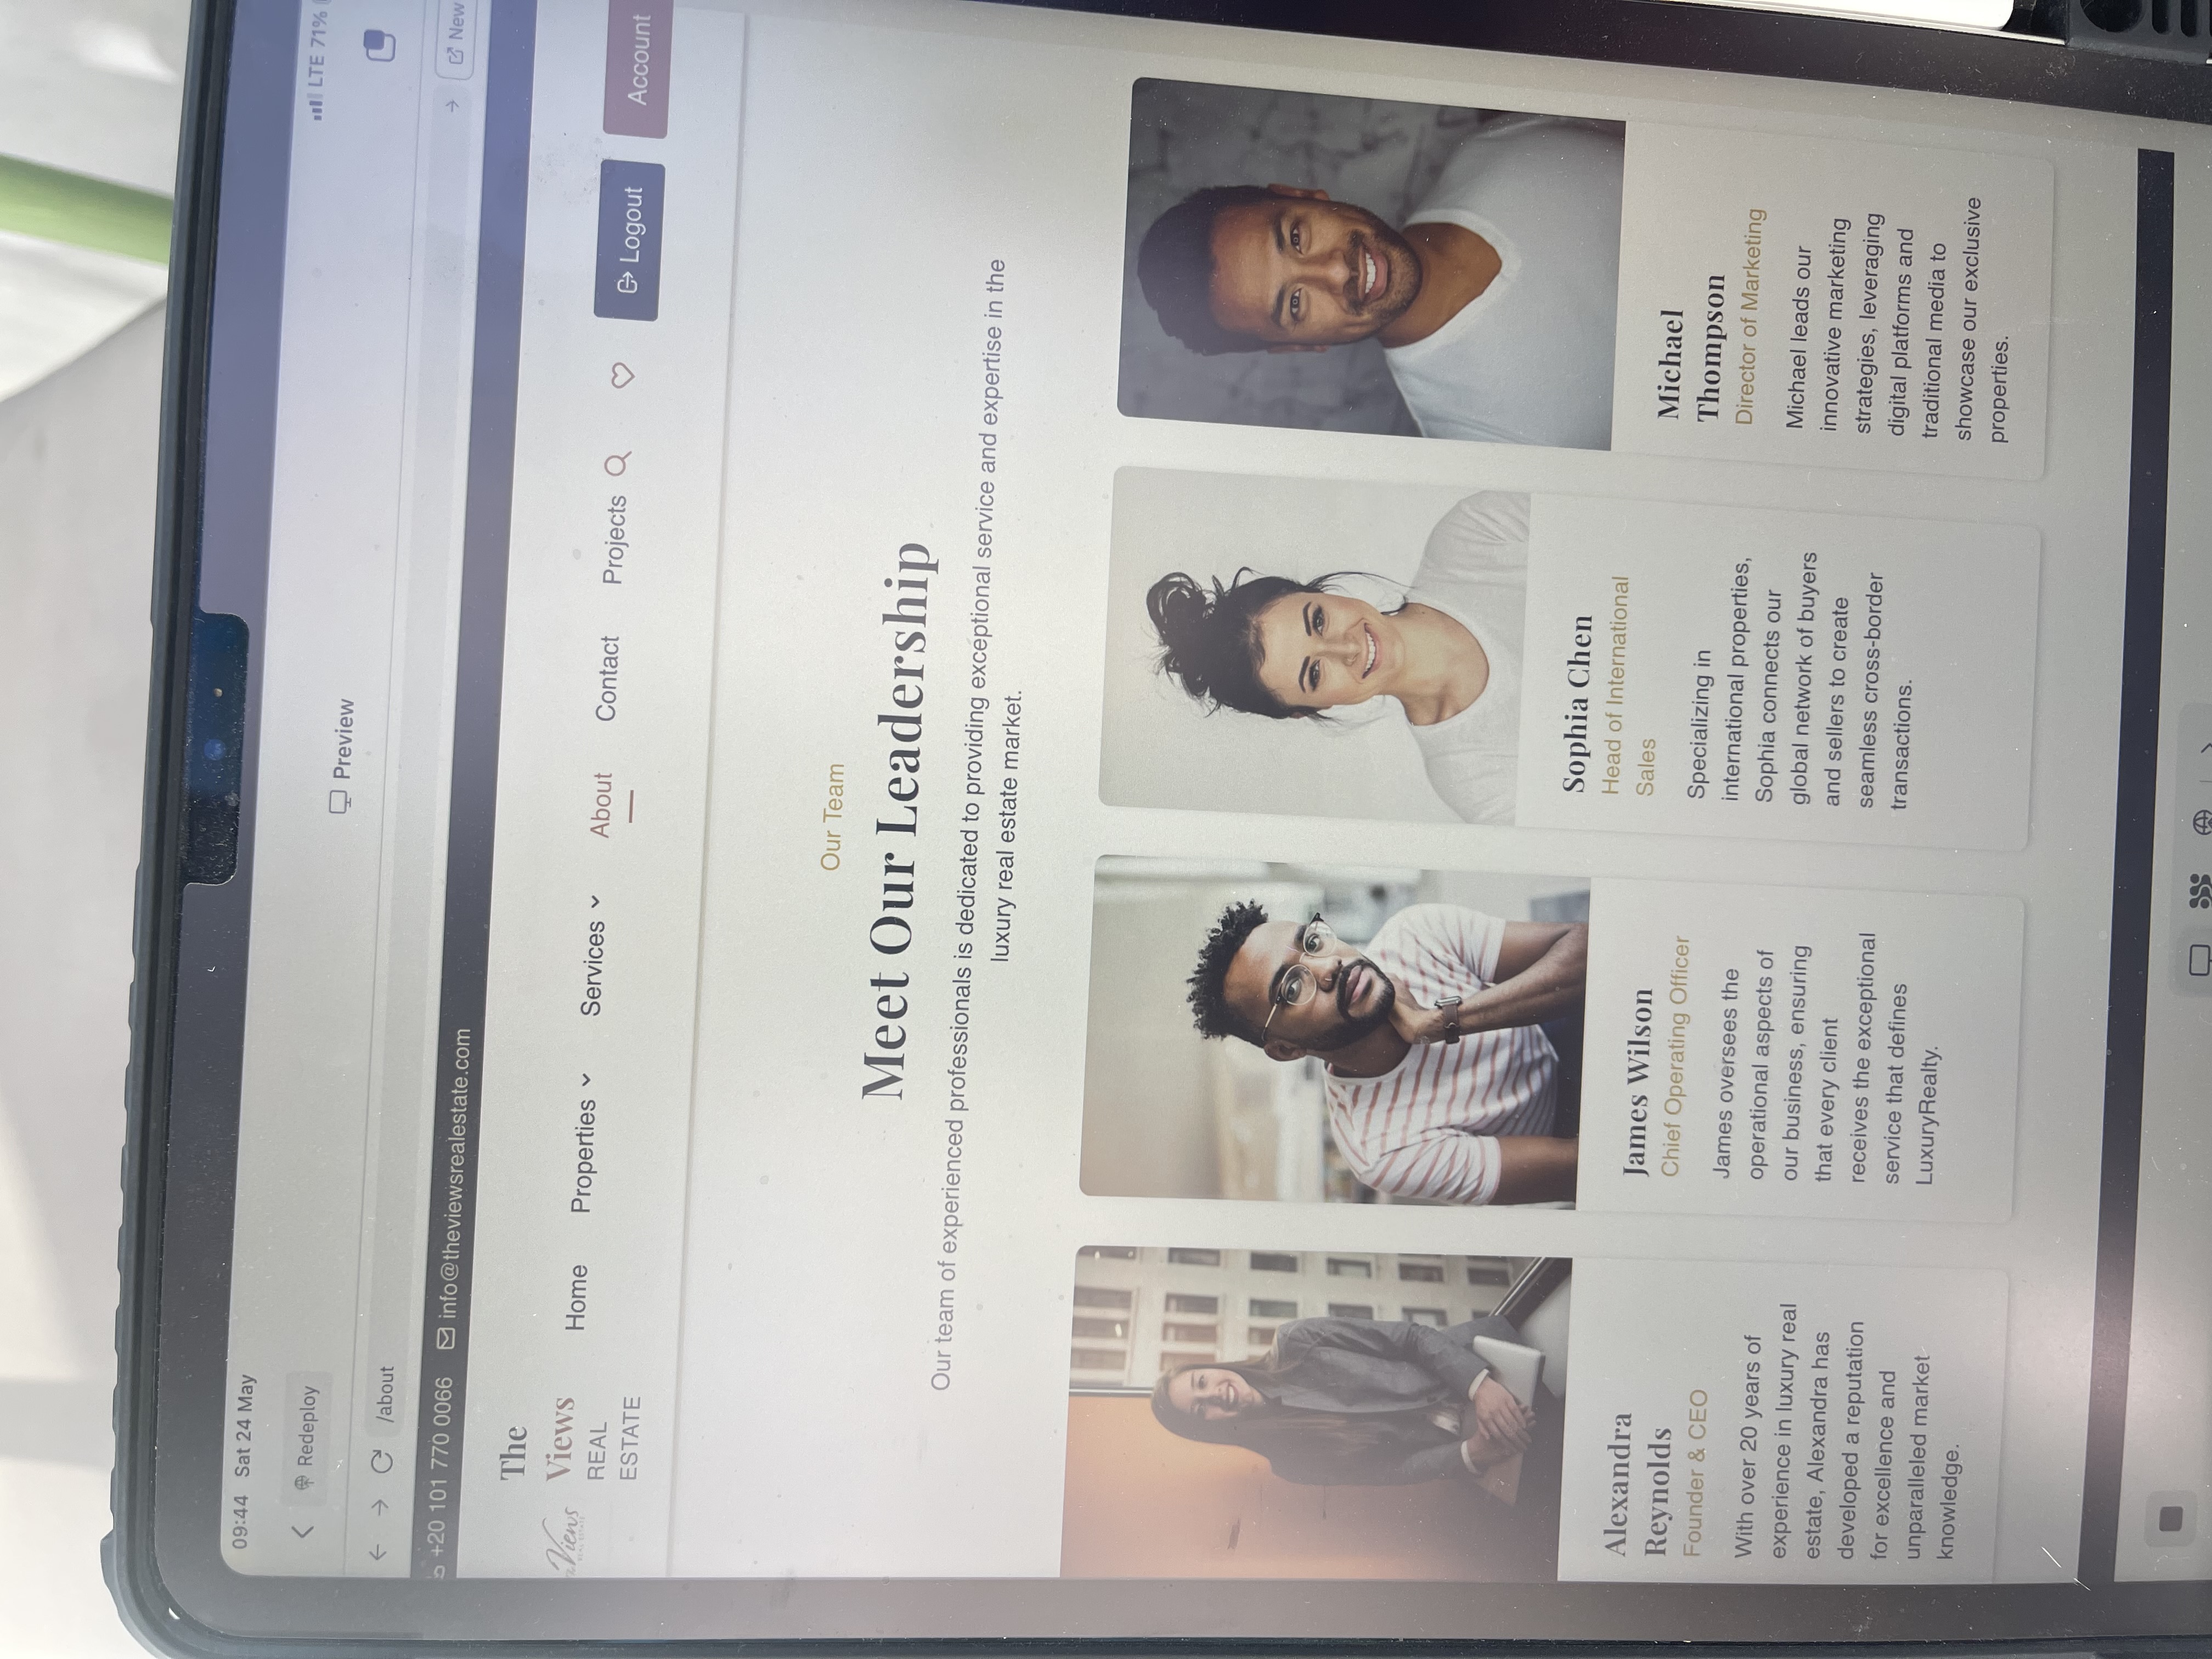 09:44 Sat 24 May
LTE 71%
Redeploy
Preview
/about
New
+20 101 770 0066 info@theviewsrealestate.com
Views
REAL ESTATE
The
Views
REAL
ESTATE
Home Properties Services About Contact Projects Logout Account
Our Team
Meet Our Leadership
Our team of experienced professionals is dedicated to providing exceptional service and expertise in the
luxury real estate market.
Alexandra
Reynolds
Founder & CEO
With over 20 years of
experience in luxury real
estate, Alexandra has
developed a reputation
for excellence and
unparalleled market
knowledge.
James Wilson
Chief Operating Officer
James oversees the
operational aspects of
our business, ensuring
that every client
receives the exceptional
service that defines
LuxuryRealty.
Sophia Chen
Head of International
Sales
Specializing in
international properties,
Sophia connects our
global network of buyers
and sellers to create
seamless cross-border
transactions.
Michael
Thompson
Director of Marketing
Michael leads our
innovative marketing
strategies, leveraging
digital platforms and
traditional media to
showcase our exclusive
properties.